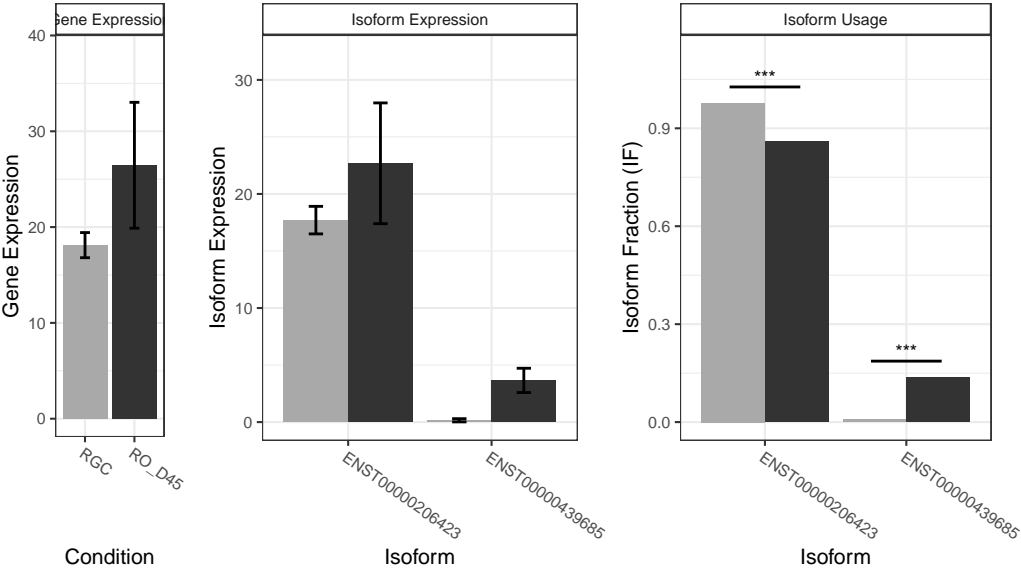 Gene Expression
Isoform Expression
Isoform Usage
Gene Expression
40
30
20
10
0
RGC
RO_D45
Condition
Isoform Expression
30
20
10
0
ENST00000206423
ENST00000439685
Isoform
Isoform Fraction (IF)
0.9
0.6
0.3
0.0
***
***
ENST00000206423
ENST00000439685
Isoform